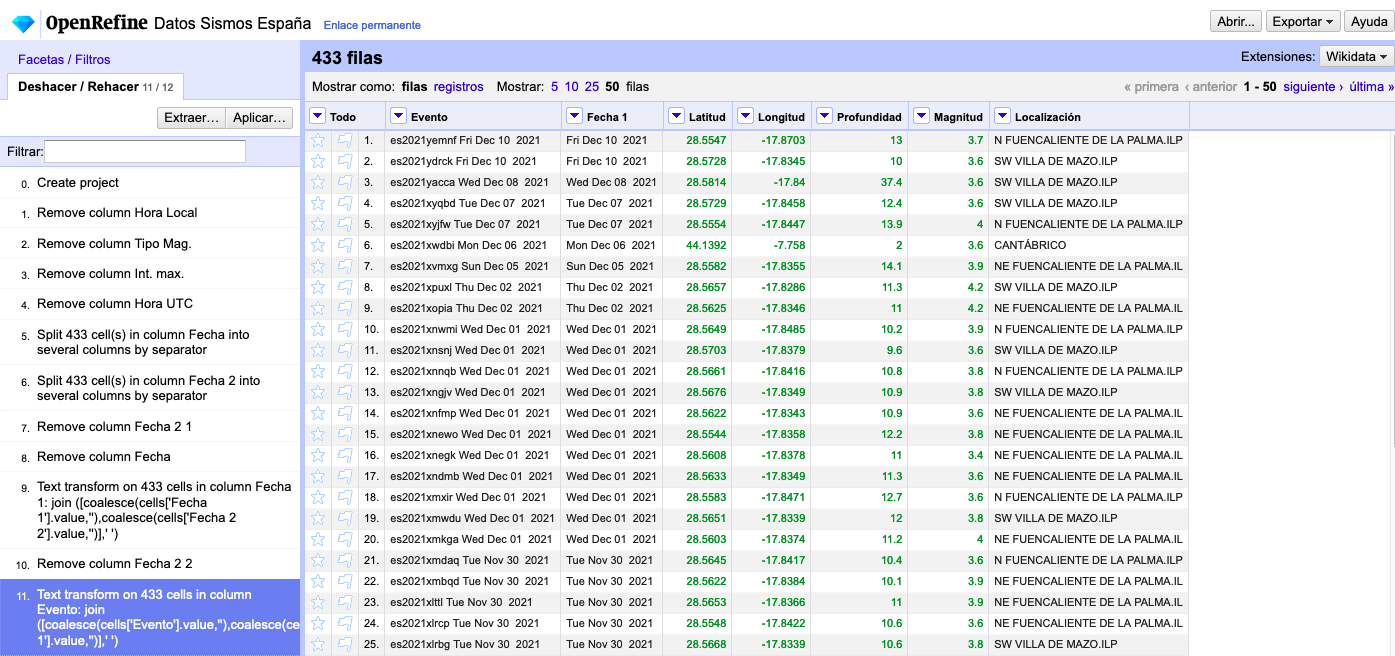 OpenRefine Datos Sismos España Enlace permanente
Abrir... Exportar Ayuda
Facetas / Filtros
Deshacer / Rehacer 11 / 12
Extraer… Aplicar…
Filtrar:
0. Create project
1. Remove column Hora Local
2. Remove column Tipo Mag.
3. Remove column Int. max.
4. Remove column Hora UTC
5. Split 433 cell(s) in column Fecha into
several columns by separator
6. Split 433 cell(s) in column Fecha 2 into
several columns by separator
7. Remove column Fecha 2 1
8. Remove column Fecha
9. Text transform on 433 cells in column Fecha
1: join ([coalesce(cells['Fecha
1'].value,''),coalesce(cells['Fecha 2
2'].value,'')],' ')
10. Remove column Fecha 2 2
11. Text transform on 433 cells in column
Evento: join
([coalesce(cells['Evento'].value,''),coalesce(ce
1'].value,'')],' ')
433 filas
Extensiones: Wikidata
Mostrar como: filas registros Mostrar: 5 10 25 50 filas
« primera ‹ anterior 1 - 50 siguiente › última »
Todo Evento Fecha 1 Latitud Longitud Profundidad Magnitud Localización
1. es2021yemnf Fri Dec 10 2021 Fri Dec 10 2021 28.5547 -17.8703 13 3.7 N FUENCALIENTE DE LA PALMA.ILP
2. es2021ydrck Fri Dec 10 2021 Fri Dec 10 2021 28.5728 -17.8345 10 3.6 SW VILLA DE MAZO.ILP
3. es2021yacca Wed Dec 08 2021 Wed Dec 08 2021 28.5814 -17.84 37.4 3.6 SW VILLA DE MAZO.ILP
4. es2021xyqbd Tue Dec 07 2021 Tue Dec 07 2021 28.5729 -17.8458 12.4 3.6 SW VILLA DE MAZO.ILP
5. es2021xyjfw Tue Dec 07 2021 Tue Dec 07 2021 28.5554 -17.8447 13.9 4 N FUENCALIENTE DE LA PALMA.ILP
6. es2021xwdbi Mon Dec 06 2021 Mon Dec 06 2021 44.1392 -7.758 2 3.6 CANTÁBRICO
7. es2021xvmxg Sun Dec 05 2021 Sun Dec 05 2021 28.5582 -17.8355 14.1 3.9 NE FUENCALIENTE DE LA PALMA.IL
8. es2021xpuxl Thu Dec 02 2021 Thu Dec 02 2021 28.5657 -17.8286 11.3 4.2 SW VILLA DE MAZO.ILP
9. es2021xopia Thu Dec 02 2021 Thu Dec 02 2021 28.5625 -17.8346 11 4.2 NE FUENCALIENTE DE LA PALMA.IL
10. es2021xnwmi Wed Dec 01 2021 Wed Dec 01 2021 28.5649 -17.8485 10.2 3.9 N FUENCALIENTE DE LA PALMA.ILP
11. es2021xnsnj Wed Dec 01 2021 Wed Dec 01 2021 28.5703 -17.8379 9.6 3.6 SW VILLA DE MAZO.ILP
12. es2021xnnqb Wed Dec 01 2021 Wed Dec 01 2021 28.5661 -17.8416 10.8 3.8 N FUENCALIENTE DE LA PALMA.ILP
13. es2021xngjv Wed Dec 01 2021 Wed Dec 01 2021 28.5676 -17.8349 10.9 3.8 SW VILLA DE MAZO.ILP
14. es2021xnfmp Wed Dec 01 2021 Wed Dec 01 2021 28.5622 -17.8343 10.9 3.6 NE FUENCALIENTE DE LA PALMA.IL
15. es2021xnewo Wed Dec 01 2021 Wed Dec 01 2021 28.5544 -17.8358 12.2 3.8 NE FUENCALIENTE DE LA PALMA.IL
16. es2021xnegk Wed Dec 01 2021 Wed Dec 01 2021 28.5608 -17.8378 11 3.4 NE FUENCALIENTE DE LA PALMA.IL
17. es2021xndmb Wed Dec 01 2021 Wed Dec 01 2021 28.5633 -17.8349 11.3 3.6 NE FUENCALIENTE DE LA PALMA.IL
18. es2021xmxir Wed Dec 01 2021 Wed Dec 01 2021 28.5583 -17.8471 12.7 3.6 N FUENCALIENTE DE LA PALMA.ILP
19. es2021xmwdu Wed Dec 01 2021 Wed Dec 01 2021 28.5651 -17.8339 12 3.8 SW VILLA DE MAZO.ILP
20. es2021xmkga Wed Dec 01 2021 Wed Dec 01 2021 28.5603 -17.8374 11.2 4 NE FUENCALIENTE DE LA PALMA.IL
21. es2021xmdaq Tue Nov 30 2021 Tue Nov 30 2021 28.5645 -17.8417 10.4 3.6 N FUENCALIENTE DE LA PALMA.ILP
22. es2021xmbqd Tue Nov 30 2021 Tue Nov 30 2021 28.5622 -17.8384 10.1 3.9 NE FUENCALIENTE DE LA PALMA.IL
23. es2021xlttl Tue Nov 30 2021 Tue Nov 30 2021 28.5653 -17.8366 11 3.9 NE FUENCALIENTE DE LA PALMA.IL
24. es2021xlrcp Tue Nov 30 2021 Tue Nov 30 2021 28.5548 -17.8422 10.6 3.6 NE FUENCALIENTE DE LA PALMA.IL
25. es2021xlrbg Tue Nov 30 2021 Tue Nov 30 2021 28.5668 -17.8339 10.6 3.8 SW VILLA DE MAZO.ILP